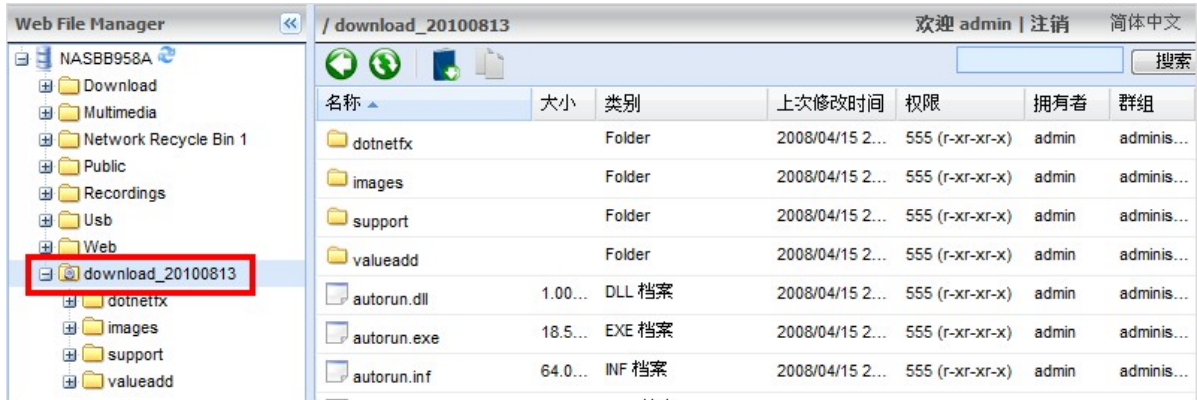 Web File Manager
NASBB958A
Download
Multimedia
Network Recycle Bin 1
Public
Recordings
Usb
Web
download_20100813
dotnetfx
images
support
valueadd
/ download_20100813 欢迎 admin | 注销 简体中文
搜索
名称 大小 类别 上次修改时间 权限 拥有者 群组
dotnetfx Folder 2008/04/15 2... 555 (r-xr-xr-x) admin adminis...
images Folder 2008/04/15 2... 555 (r-xr-xr-x) admin adminis...
support Folder 2008/04/15 2... 555 (r-xr-xr-x) admin adminis...
valueadd Folder 2008/04/15 2... 555 (r-xr-xr-x) admin adminis...
autorun.dll 1.00... DLL 档案 2008/04/15 2... 555 (r-xr-xr-x) admin adminis...
autorun.exe 18.5... EXE 档案 2008/04/15 2... 555 (r-xr-xr-x) admin adminis...
autorun.inf 64.0... INF 档案 2008/04/15 2... 555 (r-xr-xr-x) admin adminis...